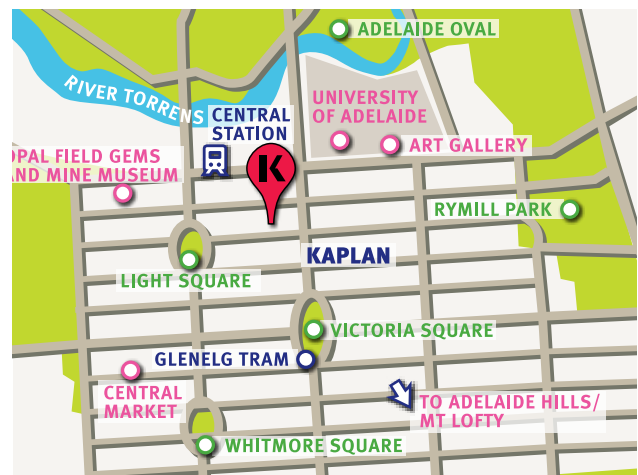 ADELAIDE OVAL
RIVER TORRENS
CENTRAL
STATION
UNIVERSITY
OF ADELAIDE
ART GALLERY
OPAL FIELD GEMS
AND MINE MUSEUM
K
RYMILL PARK
KAPLAN
LIGHT SQUARE
VICTORIA SQUARE
GLENELG TRAM
CENTRAL
MARKET
TO ADELAIDE HILLS/
MT LOFTY
WHITMORE SQUARE